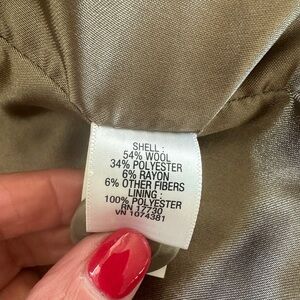 SHELL :
54% WOOL
34% POLYESTER
6% RAYON
6% OTHER FIBERS
LINING :
100% POLYESTER
RN 17730
VN 1074381